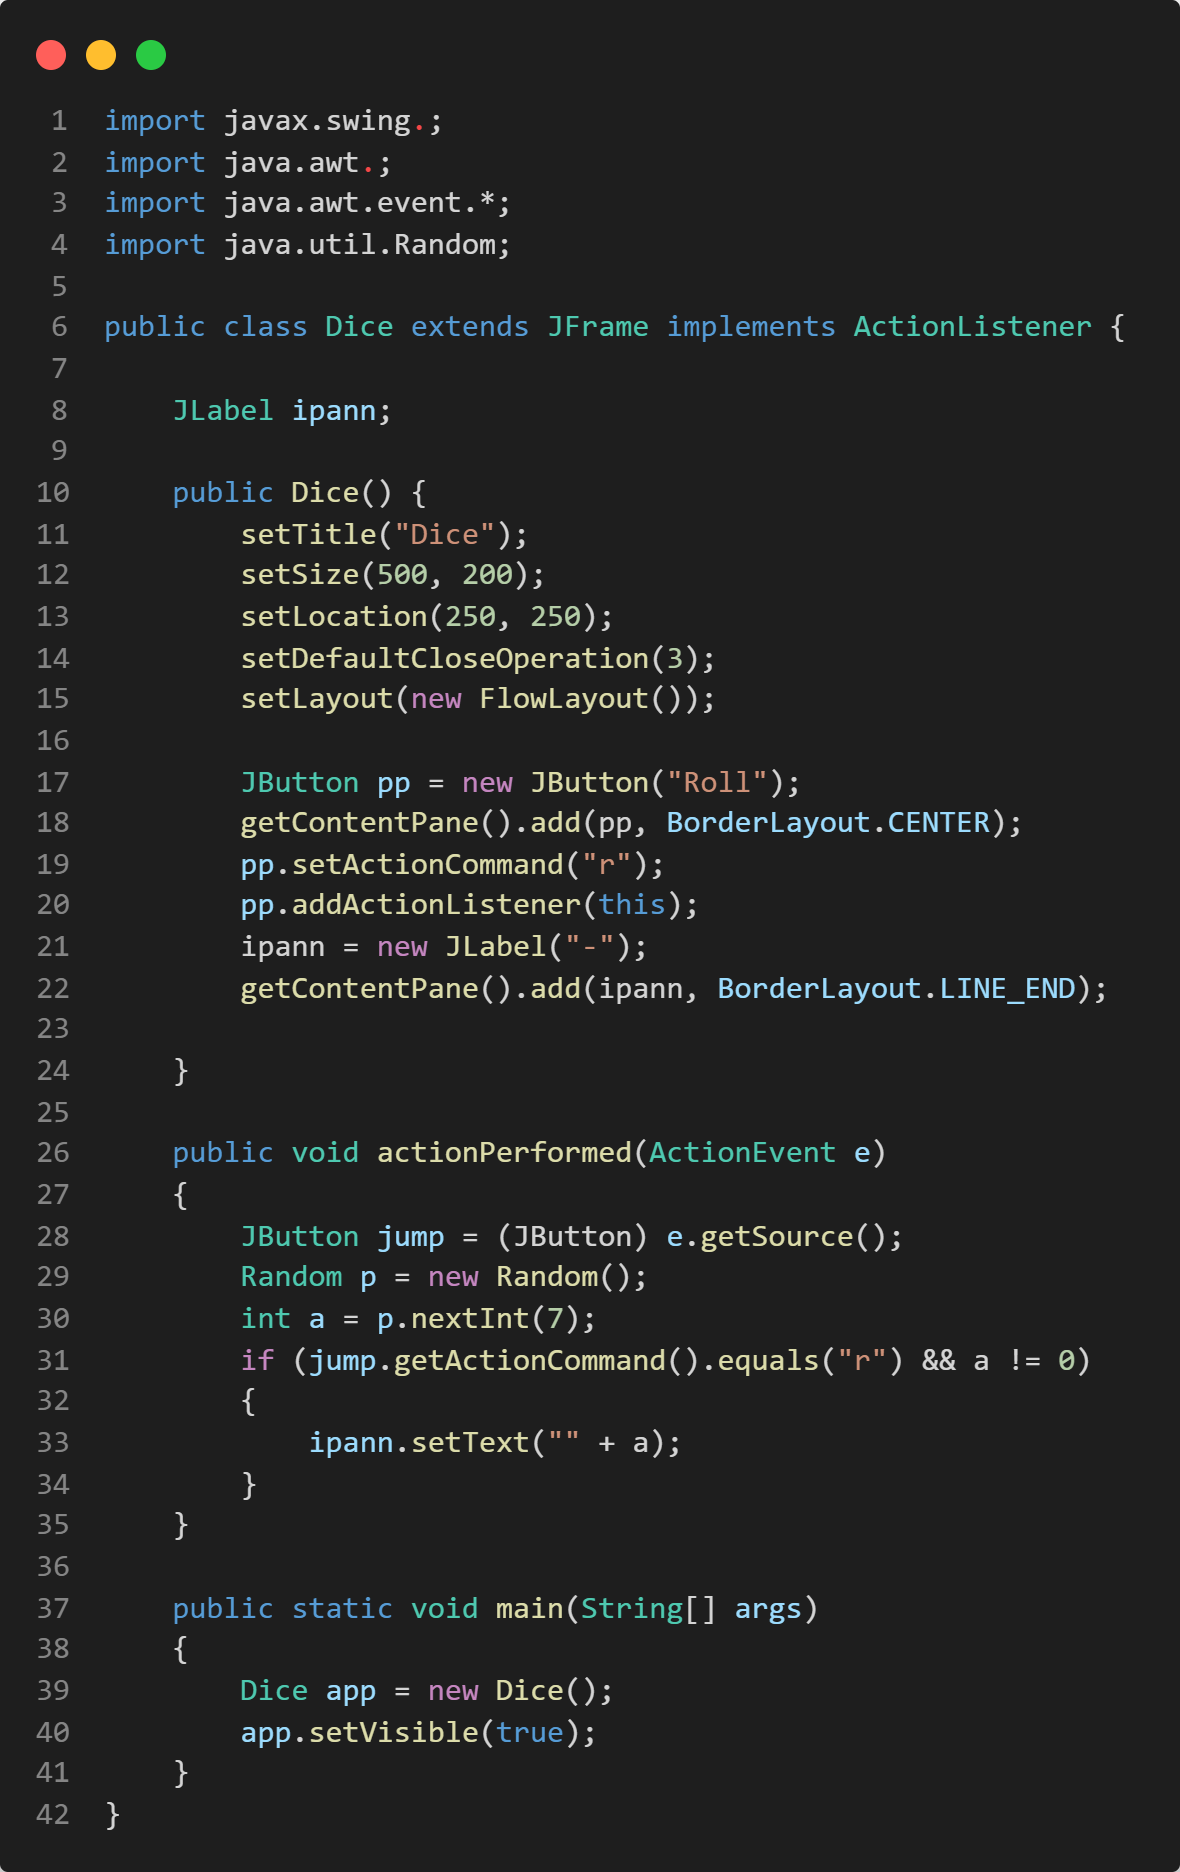 1 import javax.swing.;
2 import java.awt.;
3 import java.awt.event.*;
4 import java.util.Random;
5
6 public class Dice extends JFrame implements ActionListener {
7
8     JLabel ipann;
9
10     public Dice() {
11         setTitle("Dice");
12         setSize(500, 200);
13         setLocation(250, 250);
14         setDefaultCloseOperation(3);
15         setLayout(new FlowLayout());
16
17         JButton pp = new JButton("Roll");
18         getContentPane().add(pp, BorderLayout.CENTER);
19         pp.setActionCommand("r");
20         pp.addActionListener(this);
21         ipann = new JLabel("-");
22         getContentPane().add(ipann, BorderLayout.LINE_END);
23
24     }
25
26     public void actionPerformed(ActionEvent e)
27     {
28         JButton jump = (JButton) e.getSource();
29         Random p = new Random();
30         int a = p.nextInt(7);
31         if (jump.getActionCommand().equals("r") && a != 0)
32         {
33             ipann.setText("" + a);
34         }
35     }
36
37     public static void main(String[] args)
38     {
39         Dice app = new Dice();
40         app.setVisible(true);
41     }
42 }